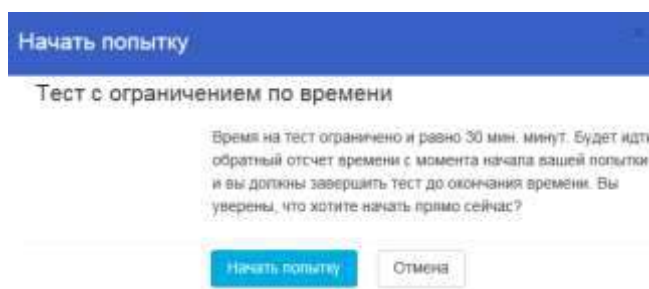 Начать попытку
Тест с ограничением по времени
Время на тест ограничено и равно 30 мин. минут. Будет идти
обратный отсчет времени с момента начала вашей попытки
и вы должны завершить тест до окончания времени. Вы
уверены, что хотите начать прямо сейчас?
Начать попытку Отмена